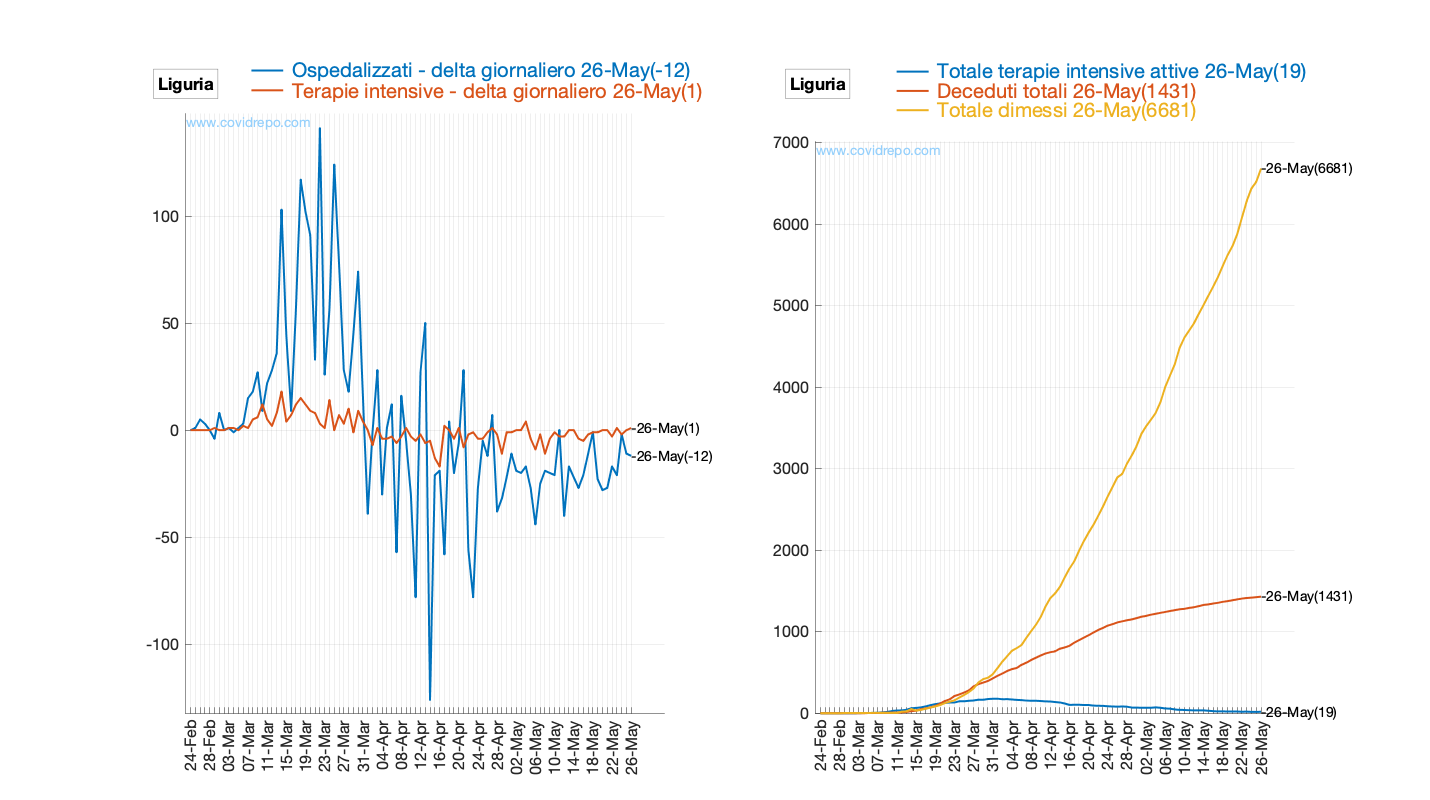 Liguria
Ospedalizzati - delta giornaliero 26-May(-12)
Terapie intensive - delta giornaliero 26-May(1)
www.covidrepo.com
100
50
0
-50
-100
-26-May(1)
-26-May(-12)
24-Feb
28-Feb
03-Mar
07-Mar
11-Mar
15-Mar
19-Mar
23-Mar
27-Mar
31-Mar
04-Apr
08-Apr
12-Apr
16-Apr
20-Apr
24-Apr
28-Apr
02-May
06-May
10-May
14-May
18-May
22-May
26-May
Liguria
Totale terapie intensive attive 26-May(19)
Deceduti totali 26-May(1431)
Totale dimessi 26-May(6681)
www.covidrepo.com
7000
6000
5000
4000
3000
2000
1000
0
-26-May(6681)
-26-May(1431)
-26-May(19)
24-Feb
28-Feb
03-Mar
07-Mar
11-Mar
15-Mar
19-Mar
23-Mar
27-Mar
31-Mar
04-Apr
08-Apr
12-Apr
16-Apr
20-Apr
24-Apr
28-Apr
02-May
06-May
10-May
14-May
18-May
22-May
26-May